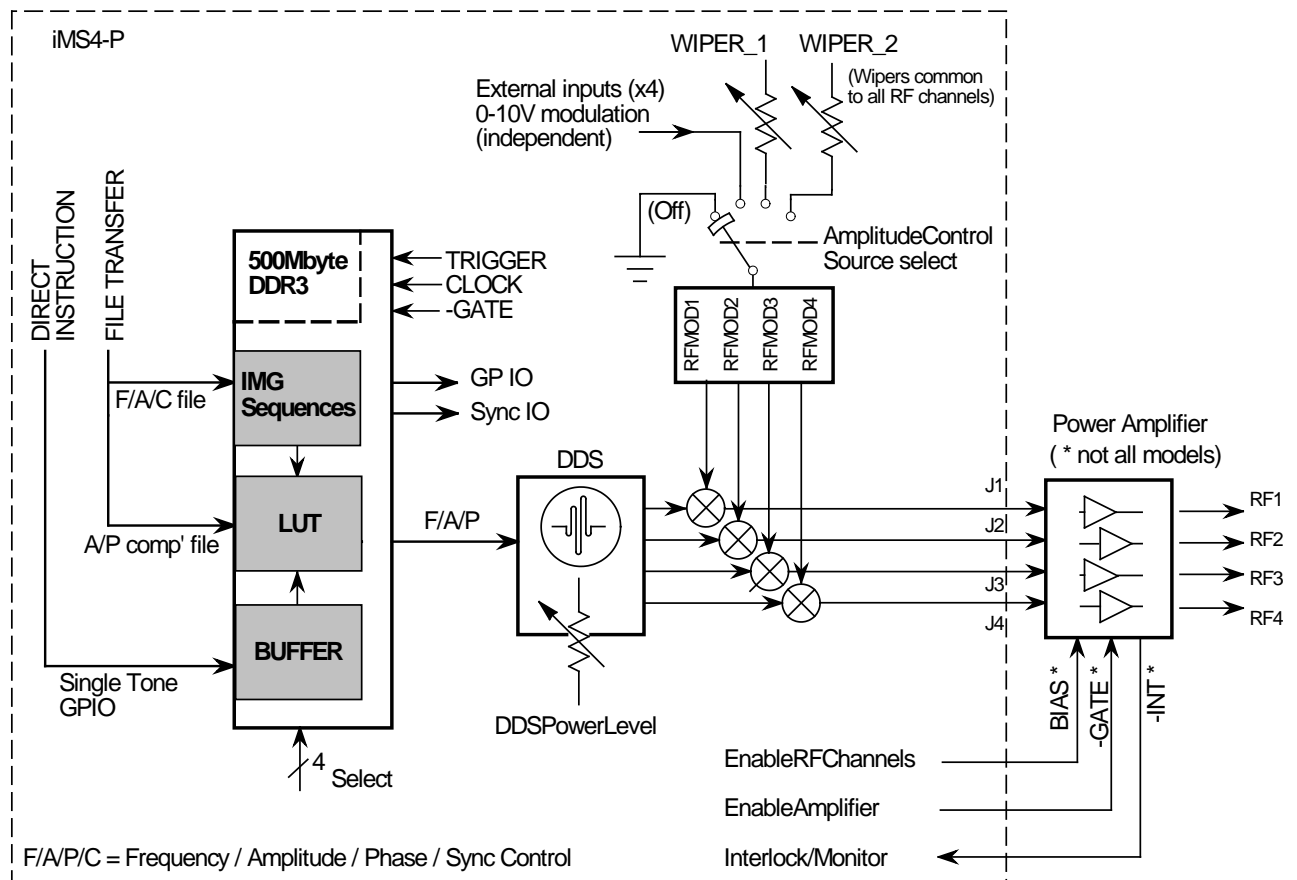 iMS4-P
WIPER_1
WIPER_2
(Wipers common
to all RF channels)
External inputs (x4)
0-10V modulation
(independent)
(Off)
AmplitudeControl
Source select
DIRECT
INSTRUCTION
FILE TRANSFER
500Mbyte
DDR3
TRIGGER
CLOCK
-GATE
RFMOD1
RFMOD2
RFMOD3
RFMOD4
IMG
Sequences
F/A/C file
GP IO
Sync IO
Power Amplifier
( * not all models)
DDS
LUT
F/A/P
A/P comp' file
J1
J2
J3
J4
RF1
RF2
RF3
RF4
BUFFER
Single Tone
GPIO
DDSPowerLevel
BIAS *
-GATE *
-INT *
4
Select
EnableRFChannels
EnableAmplifier
Interlock/Monitor
F/A/P/C = Frequency / Amplitude / Phase / Sync Control